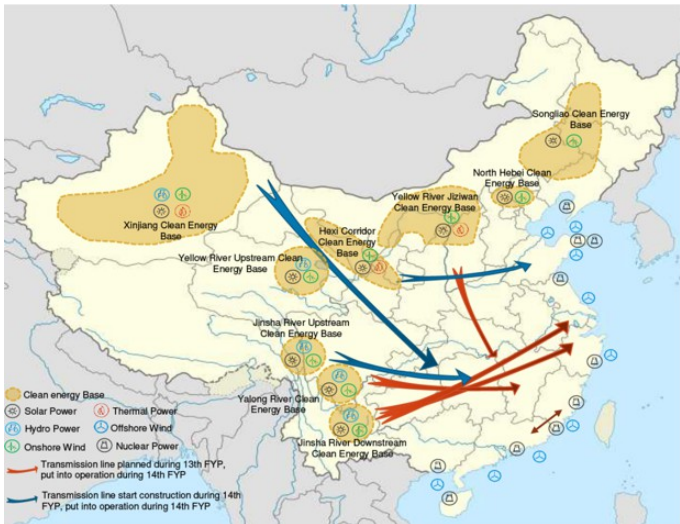 Songliao Clean Energy
Base
North Hebei Clean
Energy Base
Yellow River Jiziwan
Clean Energy Base
Xinjiang Clean Energy
Base
Hexi Corridor
Clean Energy
Base
Yellow River Upstream Clean
Energy Base
Jinsha River Upstream
Clean Energy Base
Yalong River Clean
Energy Base
Jinsha River Downstream
Clean Energy Base
Clean energy Base
Solar Power
Thermal Power
Hydro Power
Offshore Wind
Onshore Wind
Nuclear Power
Transmission line planned during 13th FYP,
put into operation during 14th FYP
Transmission line start construction during 14th
FYP, put into operation during 14th FYP